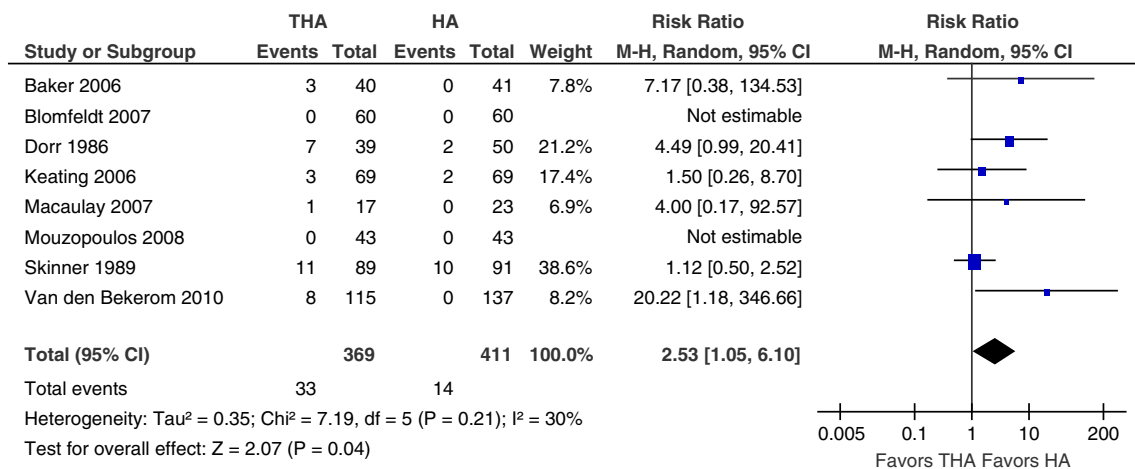 THA HA Risk Ratio Risk Ratio
Study or Subgroup Events Total Events Total Weight M-H, Random, 95% CI M-H, Random, 95% CI
Baker 2006 3 40 0 41 7.8% 7.17 [0.38, 134.53]
Blomfeldt 2007 0 60 0 60 Not estimable
Dorr 1986 7 39 2 50 21.2% 4.49 [0.99, 20.41]
Keating 2006 3 69 2 69 17.4% 1.50 [0.26, 8.70]
Macaulay 2007 1 17 0 23 6.9% 4.00 [0.17, 92.57]
Mouzopoulos 2008 0 43 0 43 Not estimable
Skinner 1989 11 89 10 91 38.6% 1.12 [0.50, 2.52]
Van den Bekerom 2010 8 115 0 137 8.2% 20.22 [1.18, 346.66]
Total (95% CI) 369 411 100.0% 2.53 [1.05, 6.10]
Total events 33 14
Heterogeneity: Tau² = 0.35; Chi² = 7.19, df = 5 (P = 0.21); I² = 30%
Test for overall effect: Z = 2.07 (P = 0.04)
0.005 0.1 1 10 200
Favors THA Favors HA